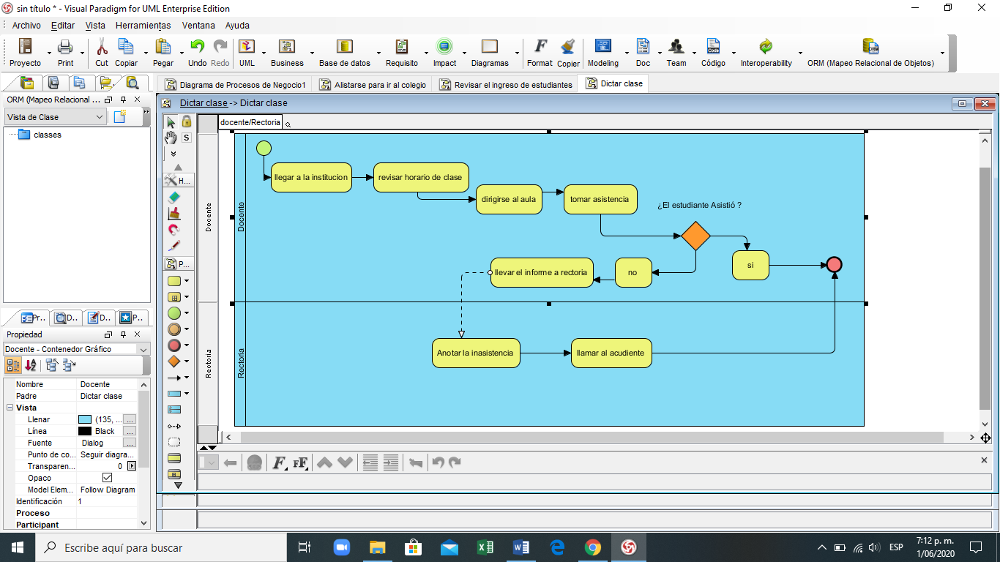 sin título * - Visual Paradigm for UML Enterprise Edition
Archivo Editar Vista Herramientas Ventana Ayuda
Proyecto Print Cut Copiar Pegar Undo Redo UML Business Base de datos Requisito Impact Diagramas Format Copier Modeling Doc Team Código Interoperability ORM (Mapeo Relacional de Objetos)
Diagrama de Procesos de Negocio1 Alistarse para ir al colegio Revisar el ingreso de estudiantes Dictar clase
ORM (Mapeo Relacional ...
Vista de Clase
classes
Dictar clase -> Dictar clase
docente/Rectoria
S
H...
P...
Docente
Docente
llegar a la institucion
revisar horario de clase
dirigirse al aula
tomar asistencia
¿El estudiante Asistió ?
si
no
llevar el informe a rectoria
Rectoria
Rectoria
Anotar la inasistencia
llamar al acudiente
Pr.. D.. D.. P..
Propiedad
Docente - Contenedor Gráfico
Nombre Docente
Padre Dictar clase
Vista
Llenar (135, ... ...
Línea Black ...
Fuente Dialog ...
Punto de co... Seguir diagra...
Transparen... 0
Opaco
Model Elem... Follow Diagram
Identificación 1
Proceso
Participant
F FF
Escribe aquí para buscar
ESP
7:12 p. m.
1/06/2020